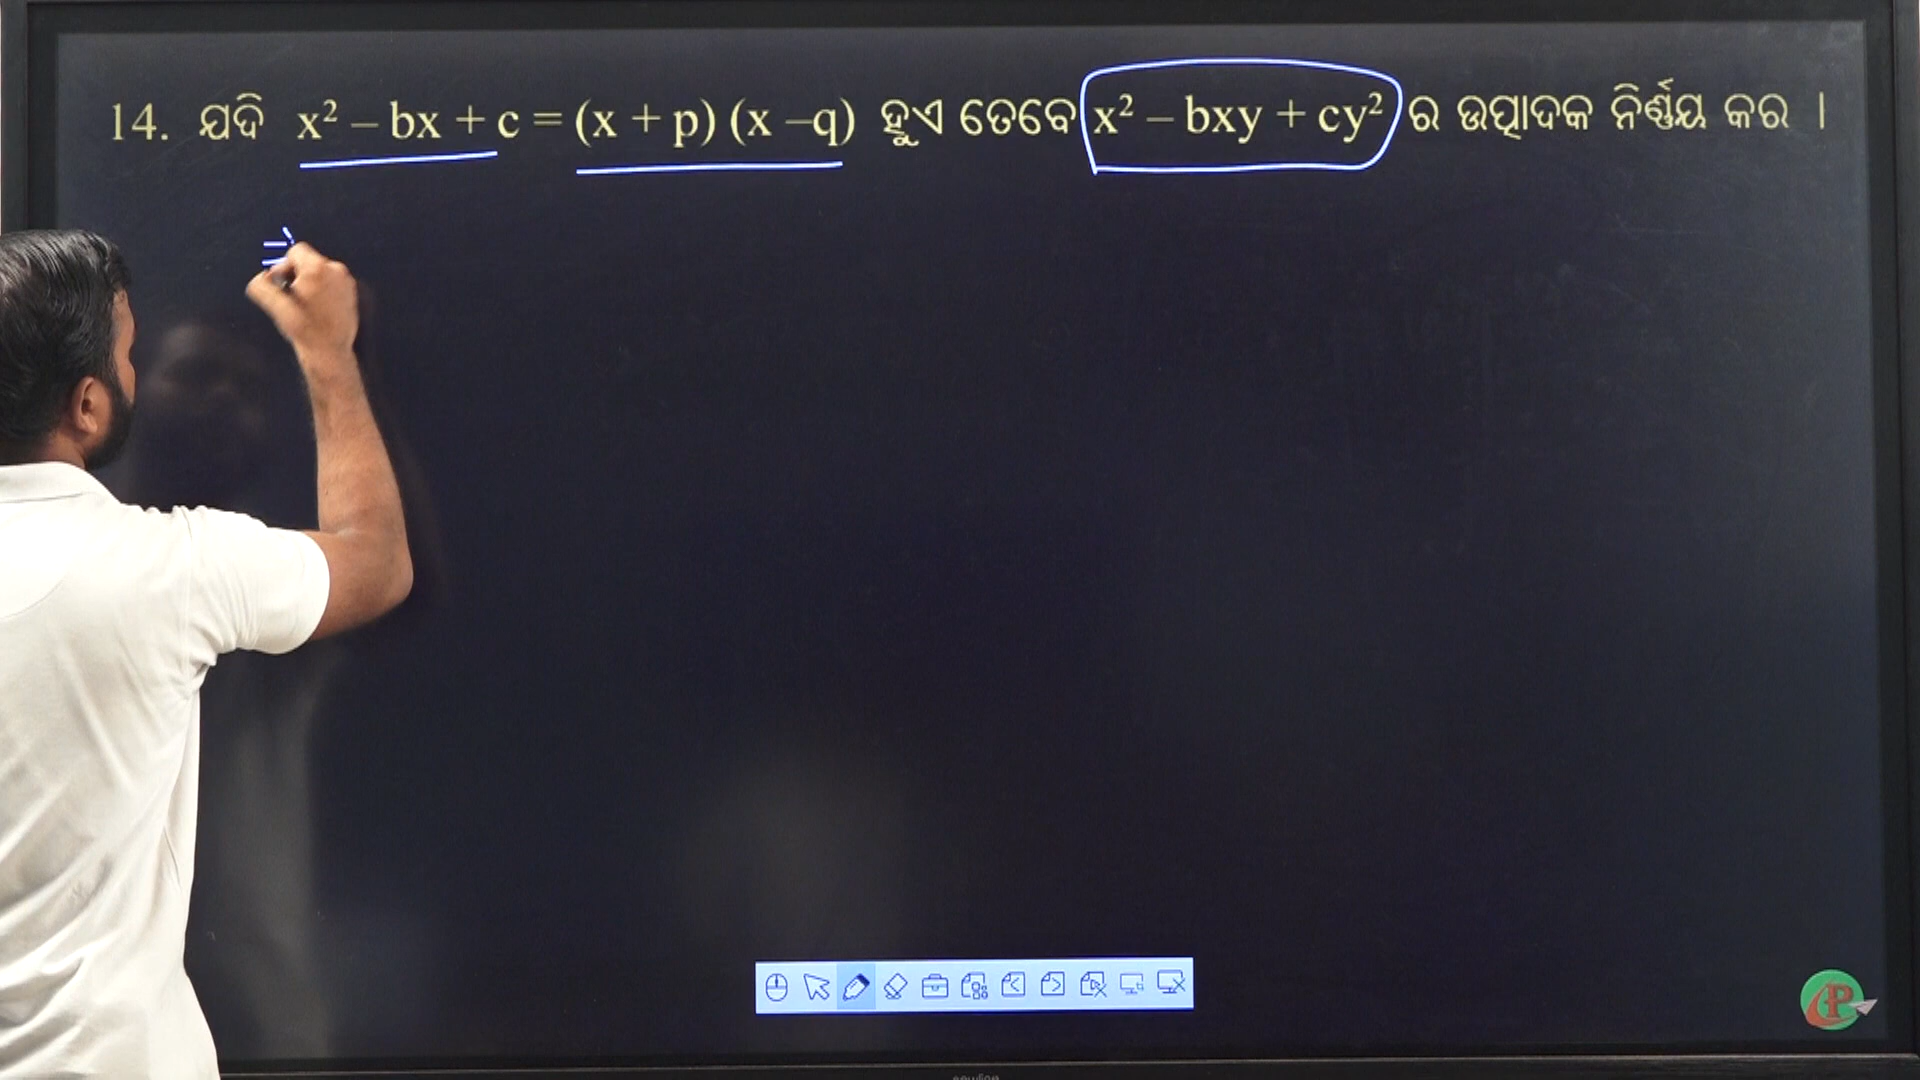 14. ଯଦି x² – bx + c = (x + p) (x –q) ହୁଏ ତେବେ x² – bxy + cy² ର ଉତ୍ପାଦକ ନିର୍ଣ୍ଣୟ କର ।